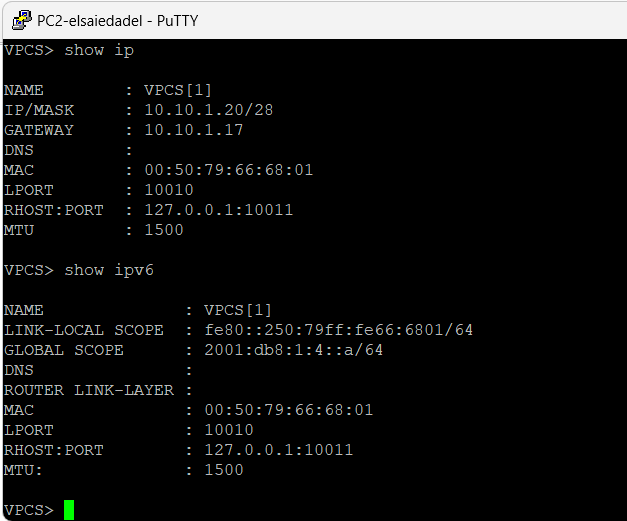 PC2-elsaiedadel - PuTTY
VPCS> show ip
NAME : VPCS[1]
IP/MASK : 10.10.1.20/28
GATEWAY : 10.10.1.17
DNS :
MAC : 00:50:79:66:68:01
LPORT : 10010
RHOST:PORT : 127.0.0.1:10011
MTU : 1500
VPCS> show ipv6
NAME : VPCS[1]
LINK-LOCAL SCOPE : fe80::250:79ff:fe66:6801/64
GLOBAL SCOPE : 2001:db8:1:4::a/64
DNS :
ROUTER LINK-LAYER :
MAC : 00:50:79:66:68:01
LPORT : 10010
RHOST:PORT : 127.0.0.1:10011
MTU: : 1500
VPCS>